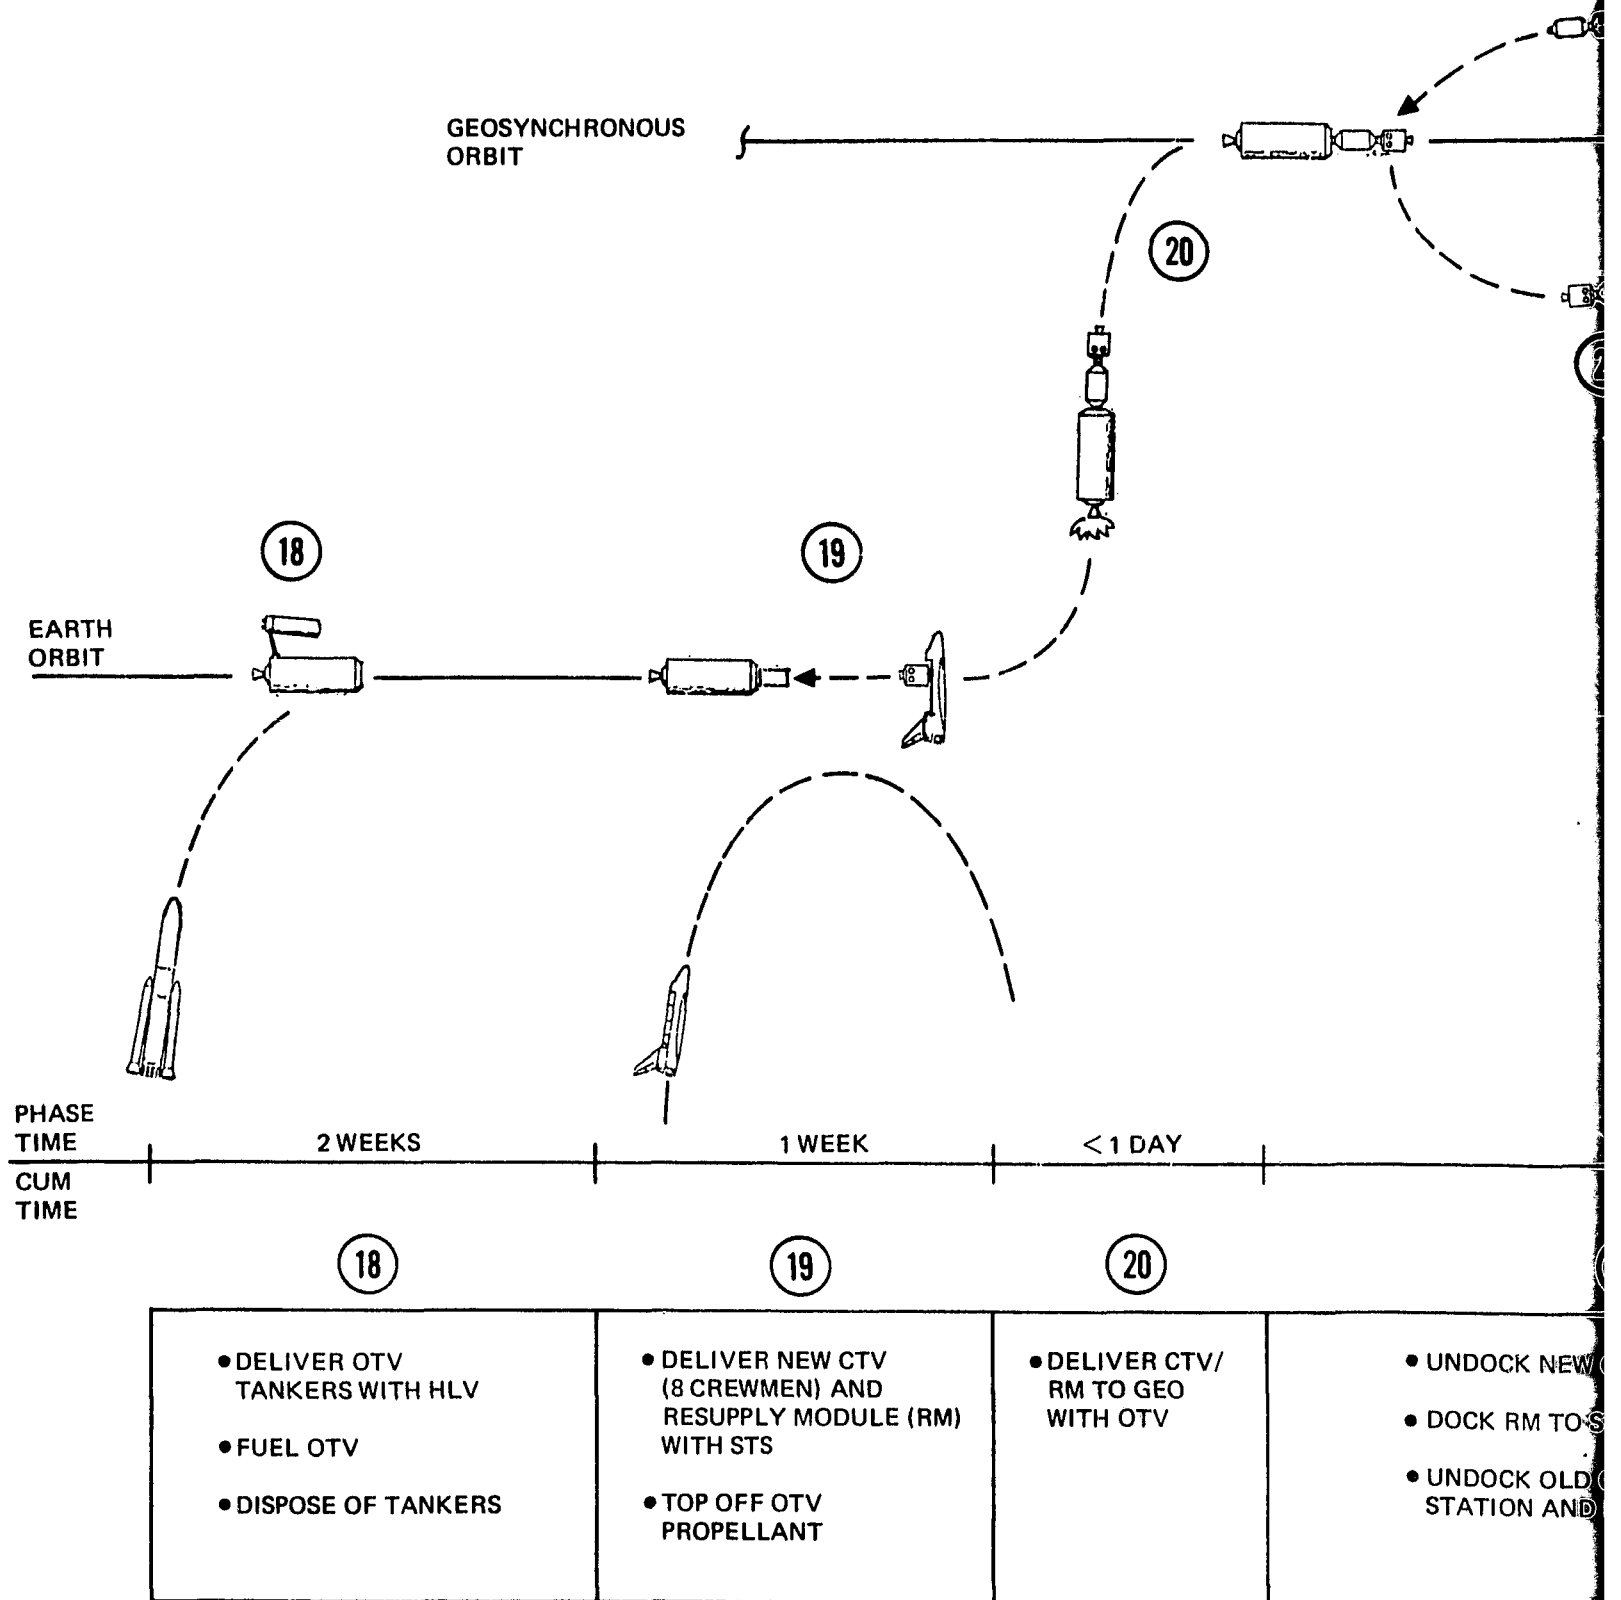 GEOSYNCHRONOUS
ORBIT
20
18
19
EARTH
ORBIT
PHASE
TIME
2 WEEKS
1 WEEK
< 1 DAY
CUM
TIME
18
19
20
• DELIVER OTV
TANKERS WITH HLV
• FUEL OTV
• DISPOSE OF TANKERS
• DELIVER NEW CTV
(8 CREWMEN) AND
RESUPPLY MODULE (RM)
WITH STS
• TOP OFF OTV
PROPELLANT
• DELIVER CTV/
RM TO GEO
WITH OTV
• UNDOCK NEW
• DOCK RM TO
• UNDOCK OLD
STATION AND